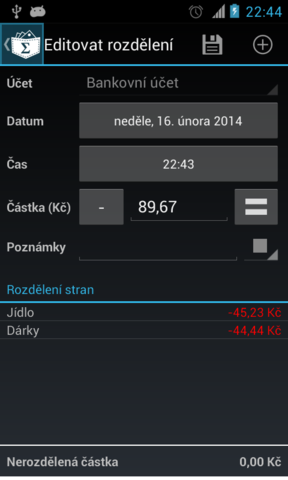 22:44
Editovat rozdělení
Účet Bankovní účet
Datum neděle, 16. února 2014
Čas 22:43
Částka (Kč) - 89,67
Poznámky
Rozdělení stran
Jídlo -45,23 Kč
Dárky -44,44 Kč
Nerozdělená částka 0,00 Kč